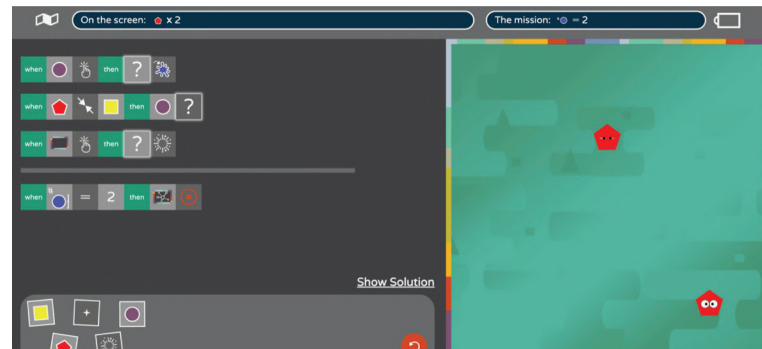 On the screen: x 2
The mission: = 2
when then ?
when then ?
when then ?
when = 2 then
Show Solution
+